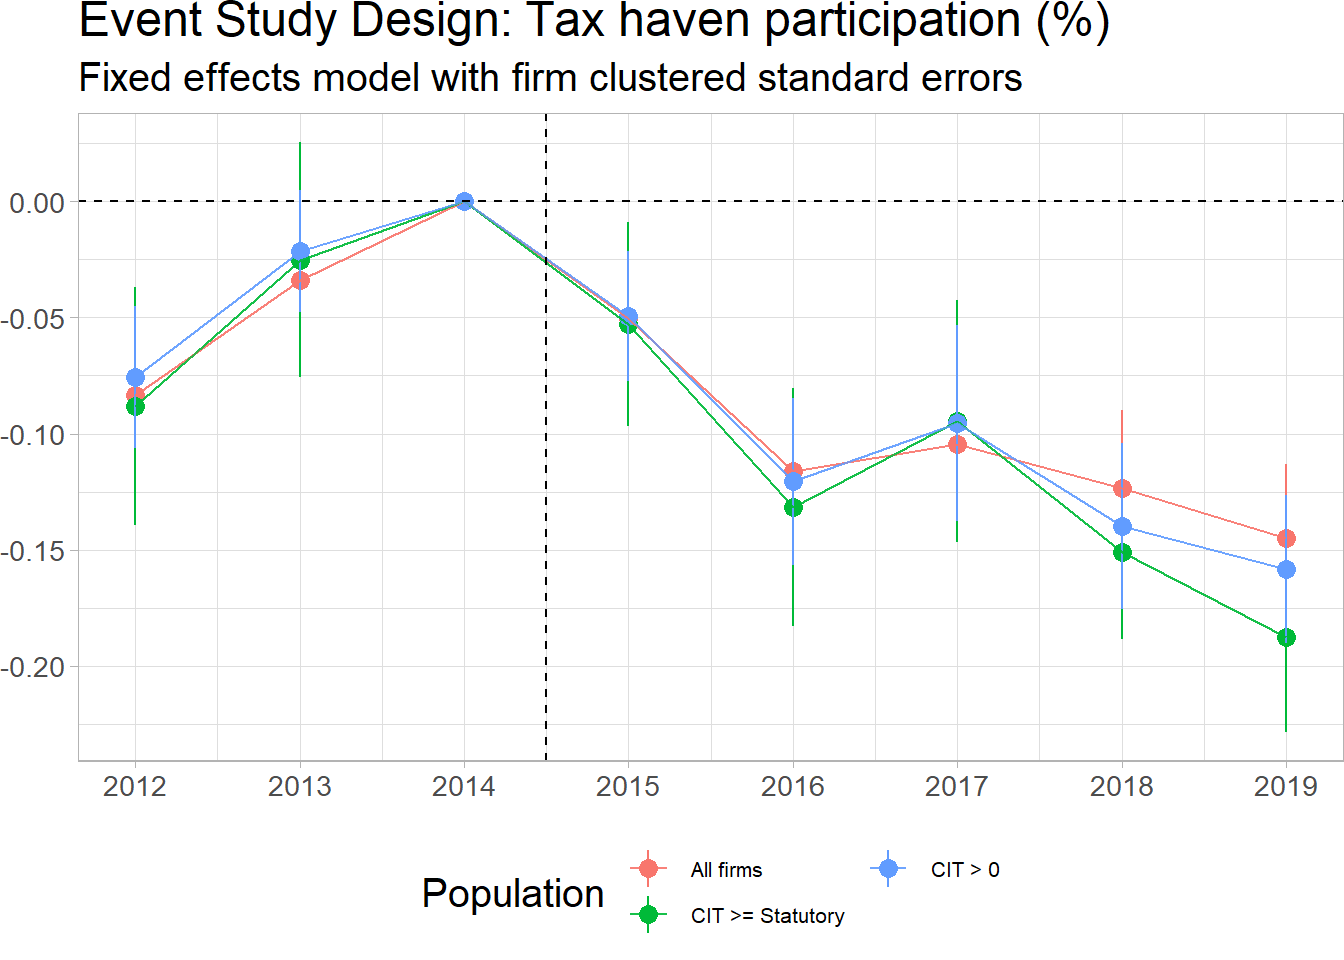 Event Study Design: Tax haven participation (%)
Fixed effects model with firm clustered standard errors
0.00
-0.05
-0.10
-0.15
-0.20
2012 2013 2014 2015 2016 2017 2018 2019
Population
All firms
CIT > 0
CIT >= Statutory